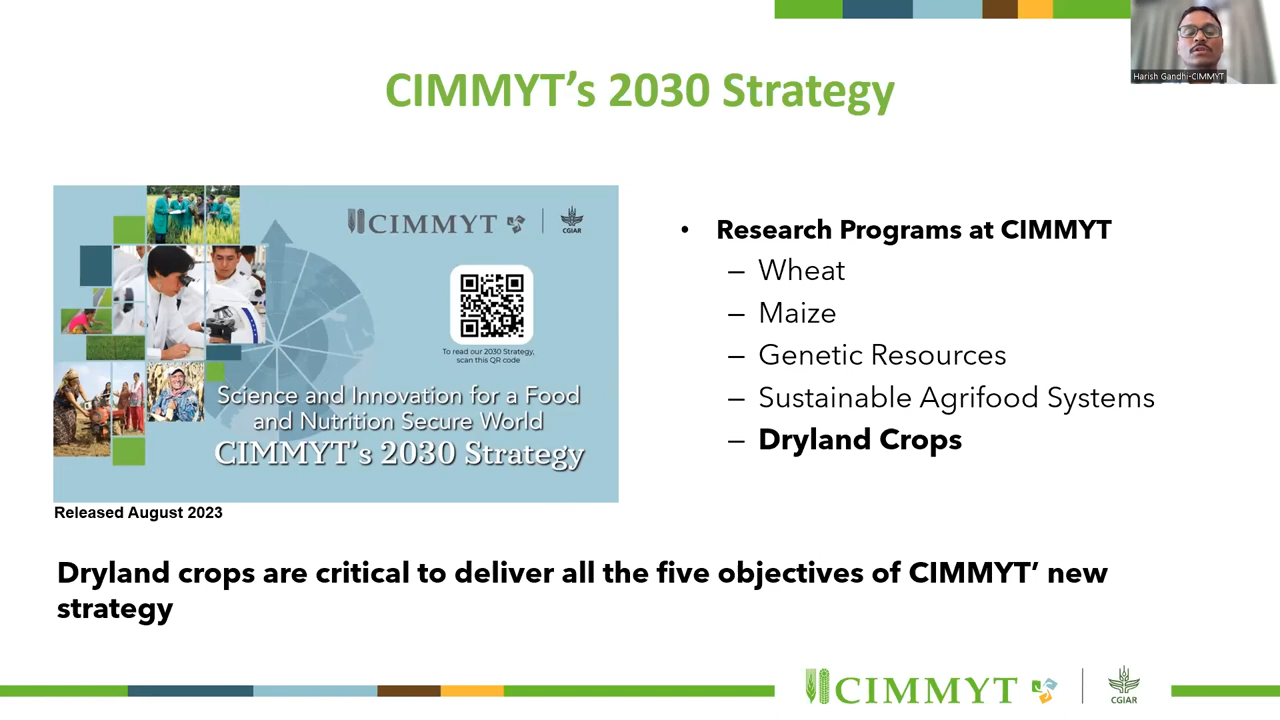 Harish Gandhi-CIMMYT
CIMMYT’s 2030 Strategy
CIMMYT
CGIAR
To read our 2030 Strategy,
scan this QR code
Science and Innovation for a Food
and Nutrition Secure World
CIMMYT’s 2030 Strategy
Released August 2023
• Research Programs at CIMMYT
– Wheat
– Maize
– Genetic Resources
– Sustainable Agrifood Systems
– Dryland Crops
Dryland crops are critical to deliver all the five objectives of CIMMYT’ new
strategy
CIMMYT
CGIAR